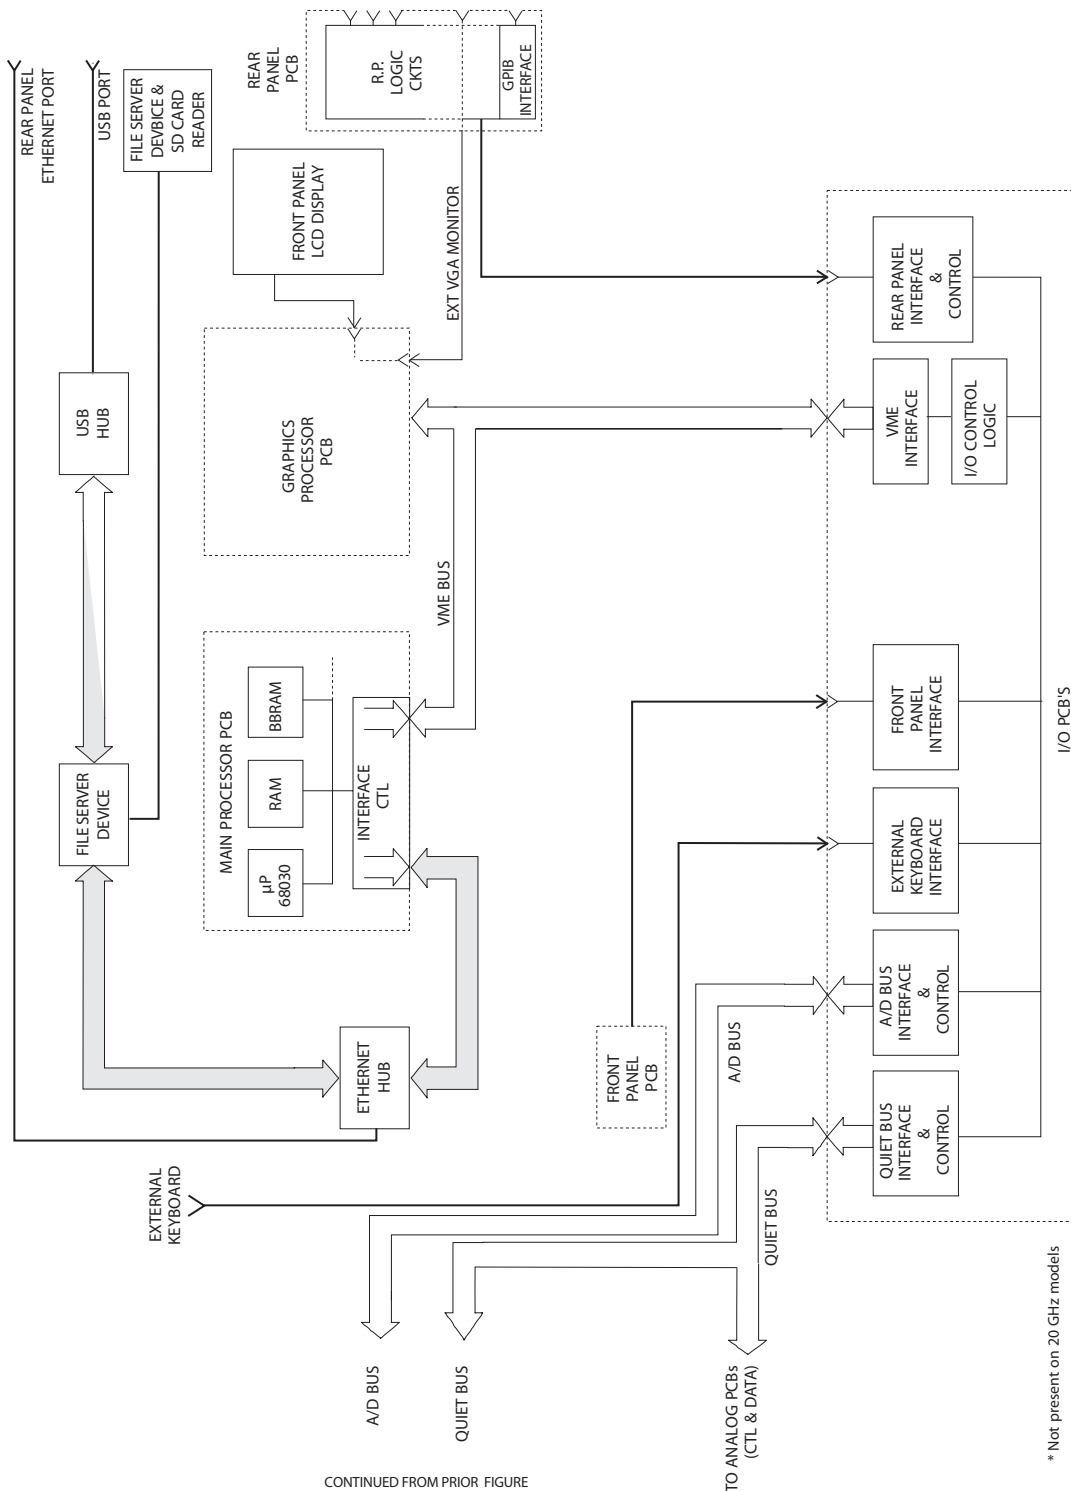 REAR PANEL
ETHERNET PORT
USB PORT
FILE SERVER
DEVBICE &
SD CARD
READER
REAR
PANEL
PCB
R.P.
LOGIC
CKTS
GPIB
INTERFACE
USB
HUB
FRONT PANEL
LCD DISPLAY
EXT VGA MONITOR
GRAPHICS
PROCESSOR
PCB
REAR PANEL
INTERFACE
&
CONTROL
VME
INTERFACE
I/O CONTROL
LOGIC
VME BUS
FILE SERVER
DEVICE
MAIN PROCESSOR PCB
BBRAM
RAM
µP
68030
INTERFACE
CTL
FRONT
PANEL
INTERFACE
I/O PCB'S
EXTERNAL
KEYBOARD
INTERFACE
ETHERNET
HUB
FRONT
PANEL
PCB
A/D BUS
A/D BUS
INTERFACE
&
CONTROL
QUIET BUS
INTERFACE
&
CONTROL
EXTERNAL
KEYBOARD
QUIET BUS
A/D BUS
QUIET BUS
TO ANALOG PCBs
(CTL & DATA)
* Not present on 20 GHz models
CONTINUED FROM PRIOR FIGURE